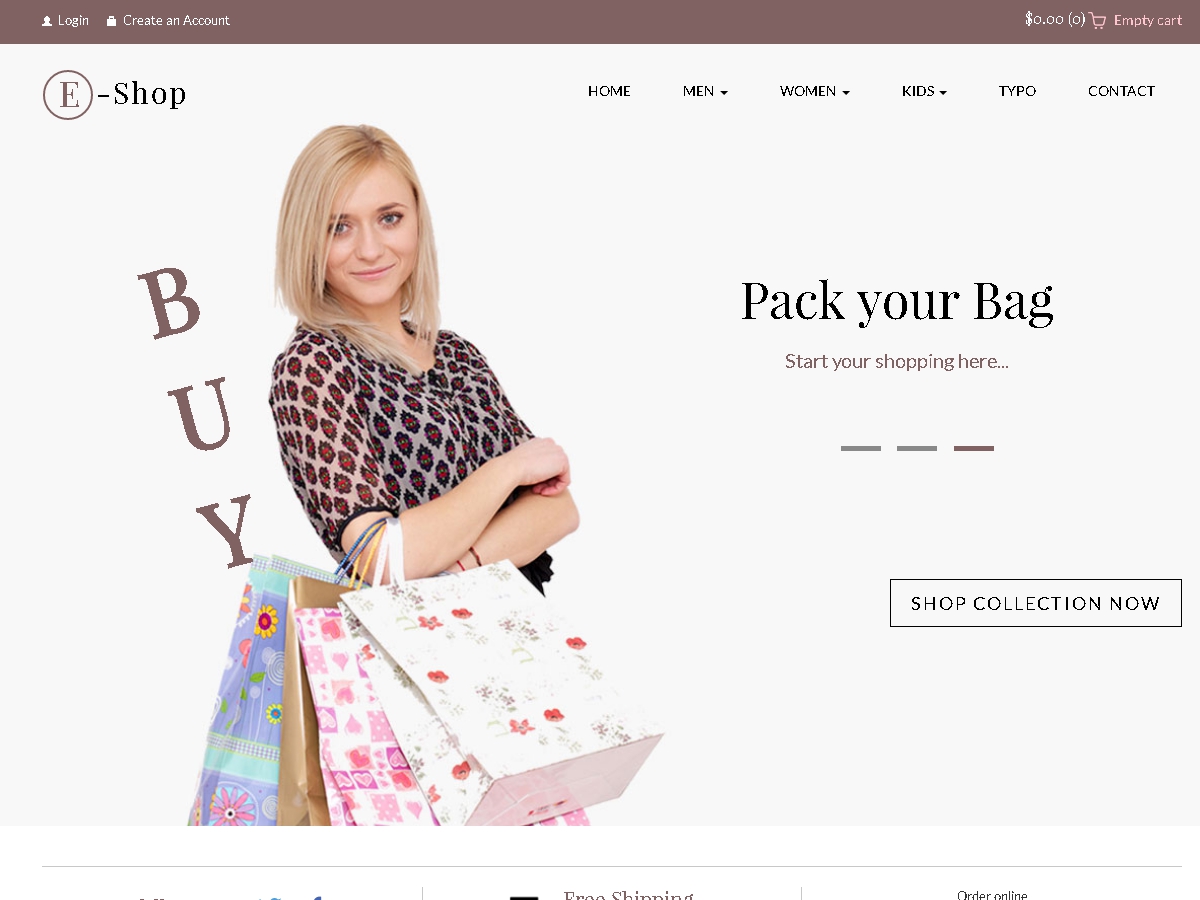 Login Create an Account $0.00 (0) Empty cart
E -Shop HOME MEN WOMEN KIDS TYPO CONTACT
B
U
Y
Pack your Bag
Start your shopping here...
SHOP COLLECTION NOW
Free Shipping
Order online